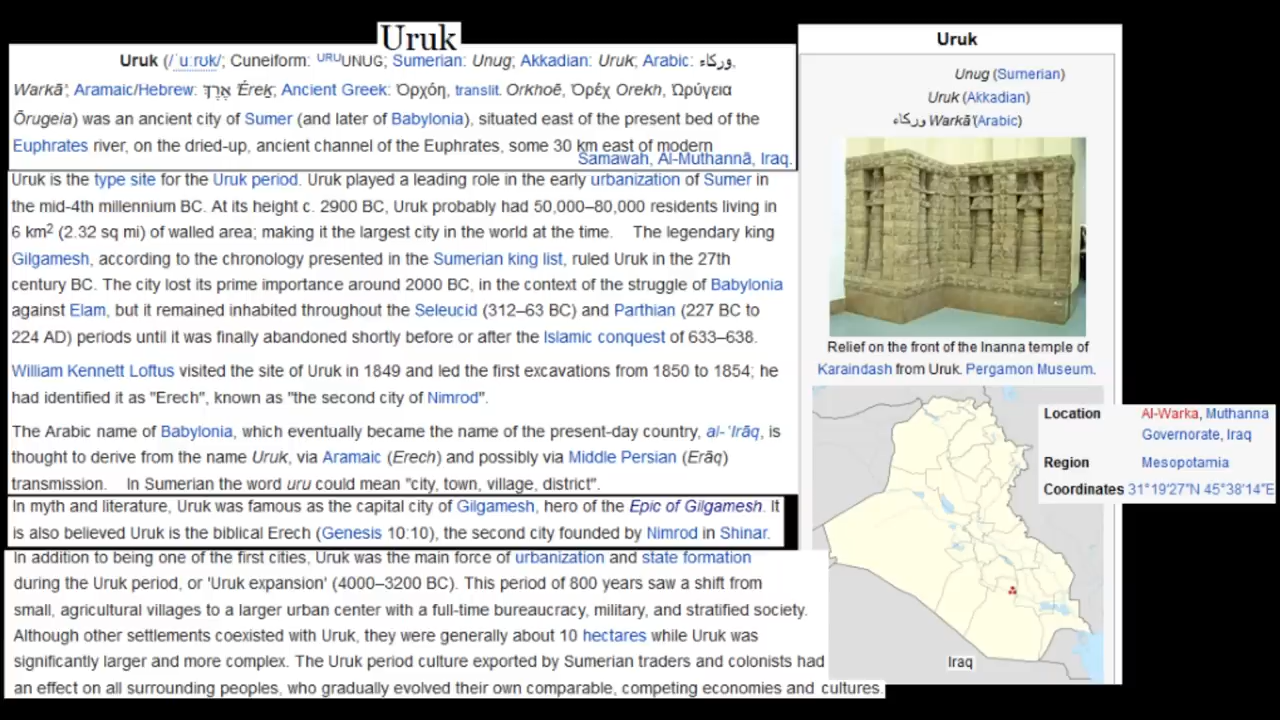 Uruk
Uruk (/ˈuːrʊk/; Cuneiform: URUUNUG; Sumerian: Unug; Akkadian: Uruk; Arabic: وركاء,
Warkā'; Aramaic/Hebrew: אֶרֶךְ 'Éreḵ; Ancient Greek: Ὀρχόη, translit. Orkhoē, Ὀρέχ Orekh, Ὠρύγεια
Ōrugeia) was an ancient city of Sumer (and later of Babylonia), situated east of the present bed of the
Euphrates river, on the dried-up, ancient channel of the Euphrates, some 30 km east of modern
Samawah, Al-Muthannā, Iraq.
Uruk is the type site for the Uruk period. Uruk played a leading role in the early urbanization of Sumer in
the mid-4th millennium BC. At its height c. 2900 BC, Uruk probably had 50,000–80,000 residents living in
6 km² (2.32 sq mi) of walled area; making it the largest city in the world at the time. The legendary king
Gilgamesh, according to the chronology presented in the Sumerian king list, ruled Uruk in the 27th
century BC. The city lost its prime importance around 2000 BC, in the context of the struggle of Babylonia
against Elam, but it remained inhabited throughout the Seleucid (312–63 BC) and Parthian (227 BC to
224 AD) periods until it was finally abandoned shortly before or after the Islamic conquest of 633–638.
William Kennett Loftus visited the site of Uruk in 1849 and led the first excavations from 1850 to 1854; he
had identified it as "Erech", known as "the second city of Nimrod".
The Arabic name of Babylonia, which eventually became the name of the present-day country, al-ʿIrāq, is
thought to derive from the name Uruk, via Aramaic (Erech) and possibly via Middle Persian (Erāq)
transmission. In Sumerian the word uru could mean "city, town, village, district".
In myth and literature, Uruk was famous as the capital city of Gilgamesh, hero of the Epic of Gilgamesh. It
is also believed Uruk is the biblical Erech (Genesis 10:10), the second city founded by Nimrod in Shinar.
In addition to being one of the first cities, Uruk was the main force of urbanization and state formation
during the Uruk period, or 'Uruk expansion' (4000–3200 BC). This period of 800 years saw a shift from
small, agricultural villages to a larger urban center with a full-time bureaucracy, military, and stratified society.
Although other settlements coexisted with Uruk, they were generally about 10 hectares while Uruk was
significantly larger and more complex. The Uruk period culture exported by Sumerian traders and colonists had
an effect on all surrounding peoples, who gradually evolved their own comparable, competing economies and cultures.
Uruk
Unug (Sumerian)
Uruk (Akkadian)
وركاء Warkā'(Arabic)
Relief on the front of the Inanna temple of
Karaindash from Uruk. Pergamon Museum.
Iraq
Location Al-Warka, Muthanna
Governorate, Iraq
Region Mesopotamia
Coordinates 31°19′27″N 45°38′14″E